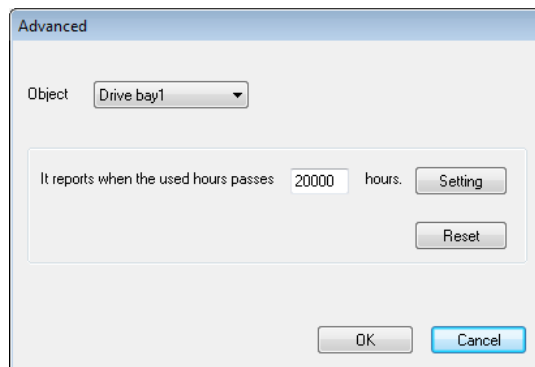 Advanced
Object Drive bay1
It reports when the used hours passes 20000 hours. Setting
Reset
OK Cancel